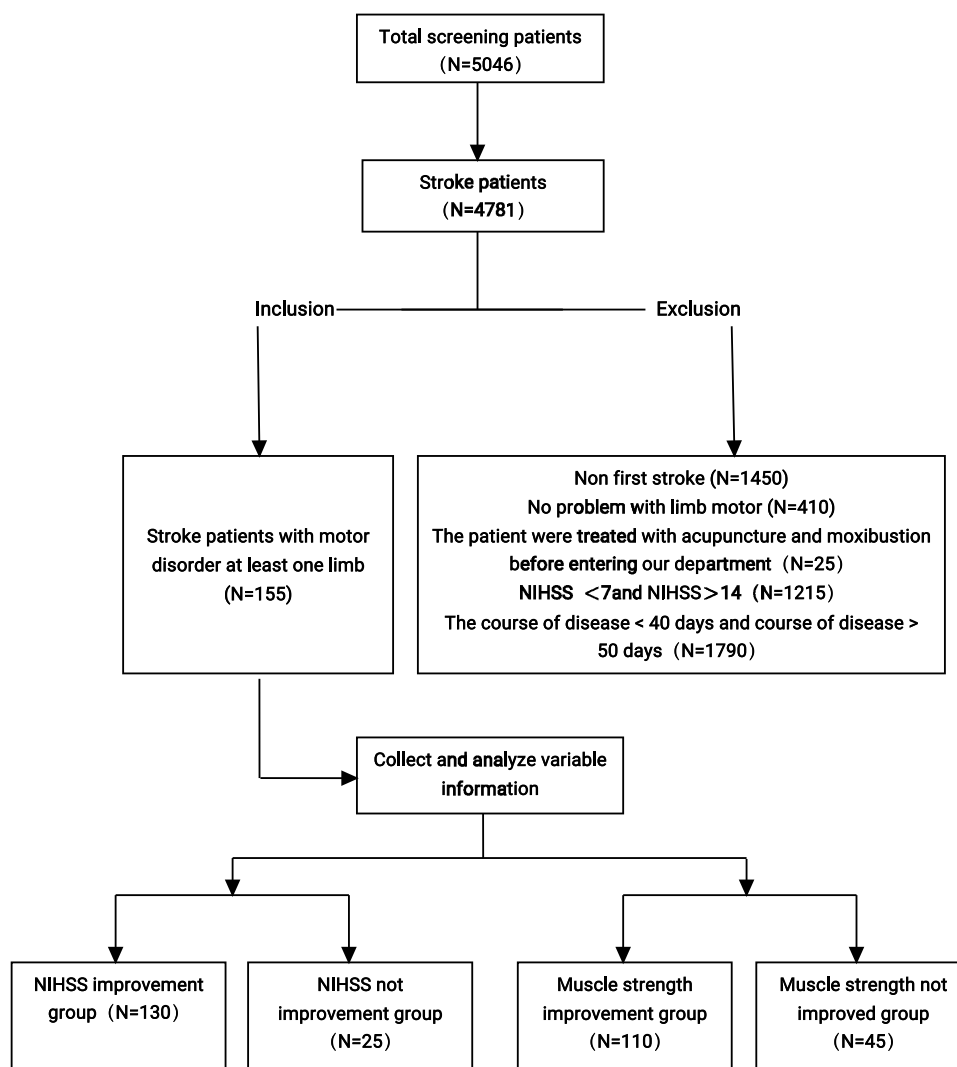 Total screening patients
（N=5046）
Stroke patients
（N=4781）
Inclusion
Exclusion
Stroke patients with motor
disorder at least one limb
(N=155)
Non first stroke (N=1450)
No problem with limb motor (N=410)
The patient were treated with acupuncture and moxibustion
before entering our department（N=25）
NIHSS ＜7and NIHSS＞14（N=1215）
The course of disease < 40 days and course of disease >
50 days（N=1790）
Collect and analyze variable
information
NIHSS improvement
group（N=130）
NIHSS not
improvement group
（N=25）
Muscle strength
improvement group
（N=110）
Muscle strength not
improved group
（N=45）